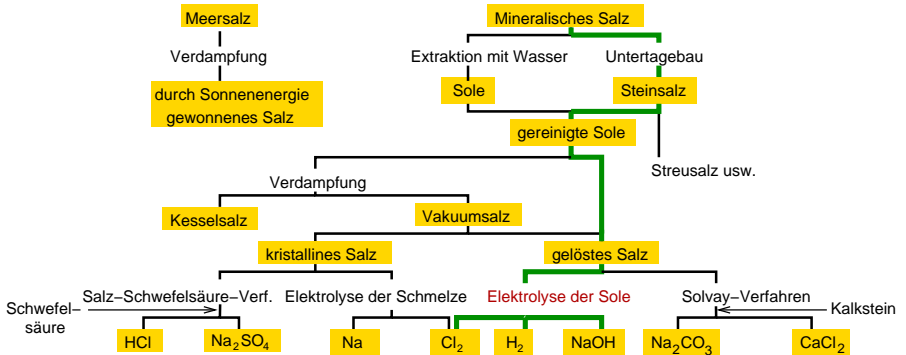 Meersalz
Mineralisches Salz
Verdampfung
Extraktion mit Wasser
Untertagebau
durch Sonnenenergie
gewonnenes Salz
Sole
Steinsalz
gereinigte Sole
Streusalz usw.
Verdampfung
Kesselsalz
Vakuumsalz
kristallines Salz
gelöstes Salz
Schwefel–
säure
Salz–Schwefelsäure–Verf.
Elektrolyse der Schmelze
Elektrolyse der Sole
Solvay–Verfahren
Kalkstein
HCl
Na₂SO₄
Na
Cl₂
H₂
NaOH
Na₂CO₃
CaCl₂